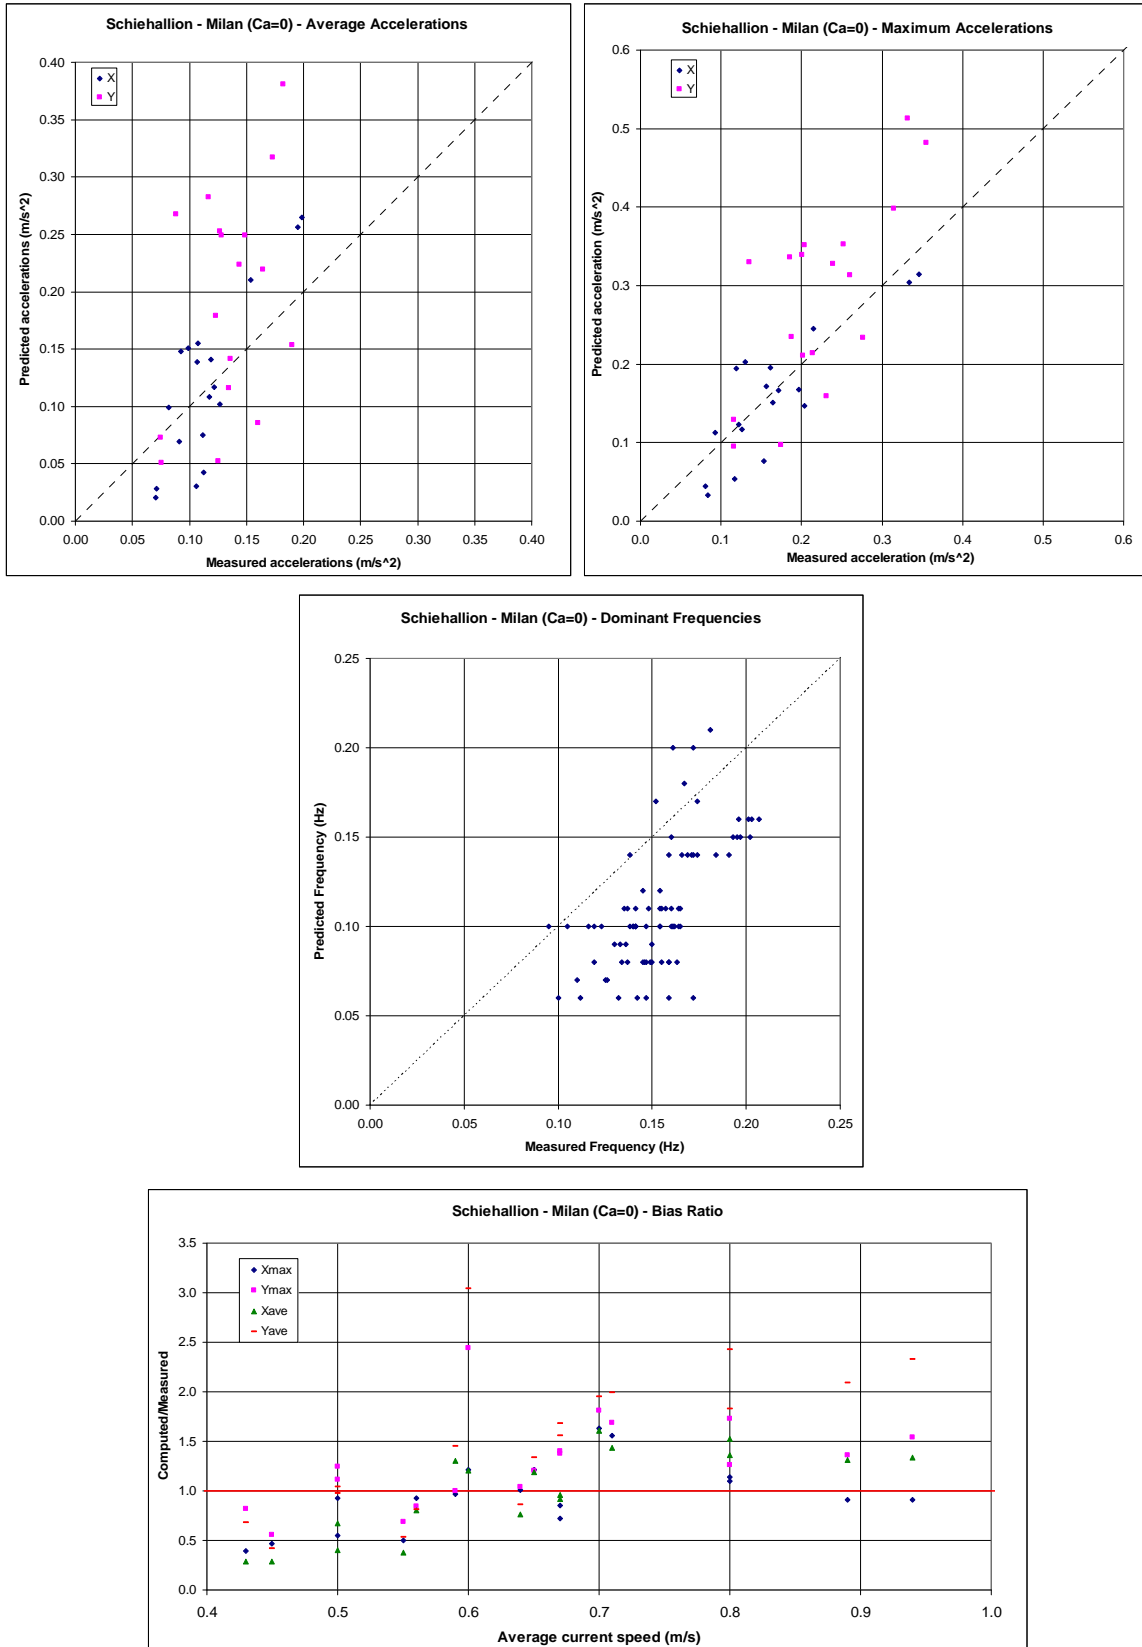 Schiehallion - Milan (Ca=0) - Average Accelerations
0.40
0.35
0.30
0.25
0.20
0.15
0.10
0.05
0.00
X
Y
Predicted accelerations (m/s^2)
0.00 0.05 0.10 0.15 0.20 0.25 0.30 0.35 0.40
Measured accelerations (m/s^2)
Schiehallion - Milan (Ca=0) - Maximum Accelerations
0.6
0.5
0.4
0.3
0.2
0.1
0.0
X
Y
Predicted acceleration (m/s^2)
0.0 0.1 0.2 0.3 0.4 0.5 0.6
Measured acceleration (m/s^2)
Schiehallion - Milan (Ca=0) - Dominant Frequencies
0.25
0.20
0.15
0.10
0.05
0.00
Predicted Frequency (Hz)
0.00 0.05 0.10 0.15 0.20 0.25
Measured Frequency (Hz)
Schiehallion - Milan (Ca=0) - Bias Ratio
3.5
3.0
2.5
2.0
1.5
1.0
0.5
0.0
Xmax
Ymax
Xave
Yave
Computed/Measured
0.4 0.5 0.6 0.7 0.8 0.9 1.0
Average current speed (m/s)